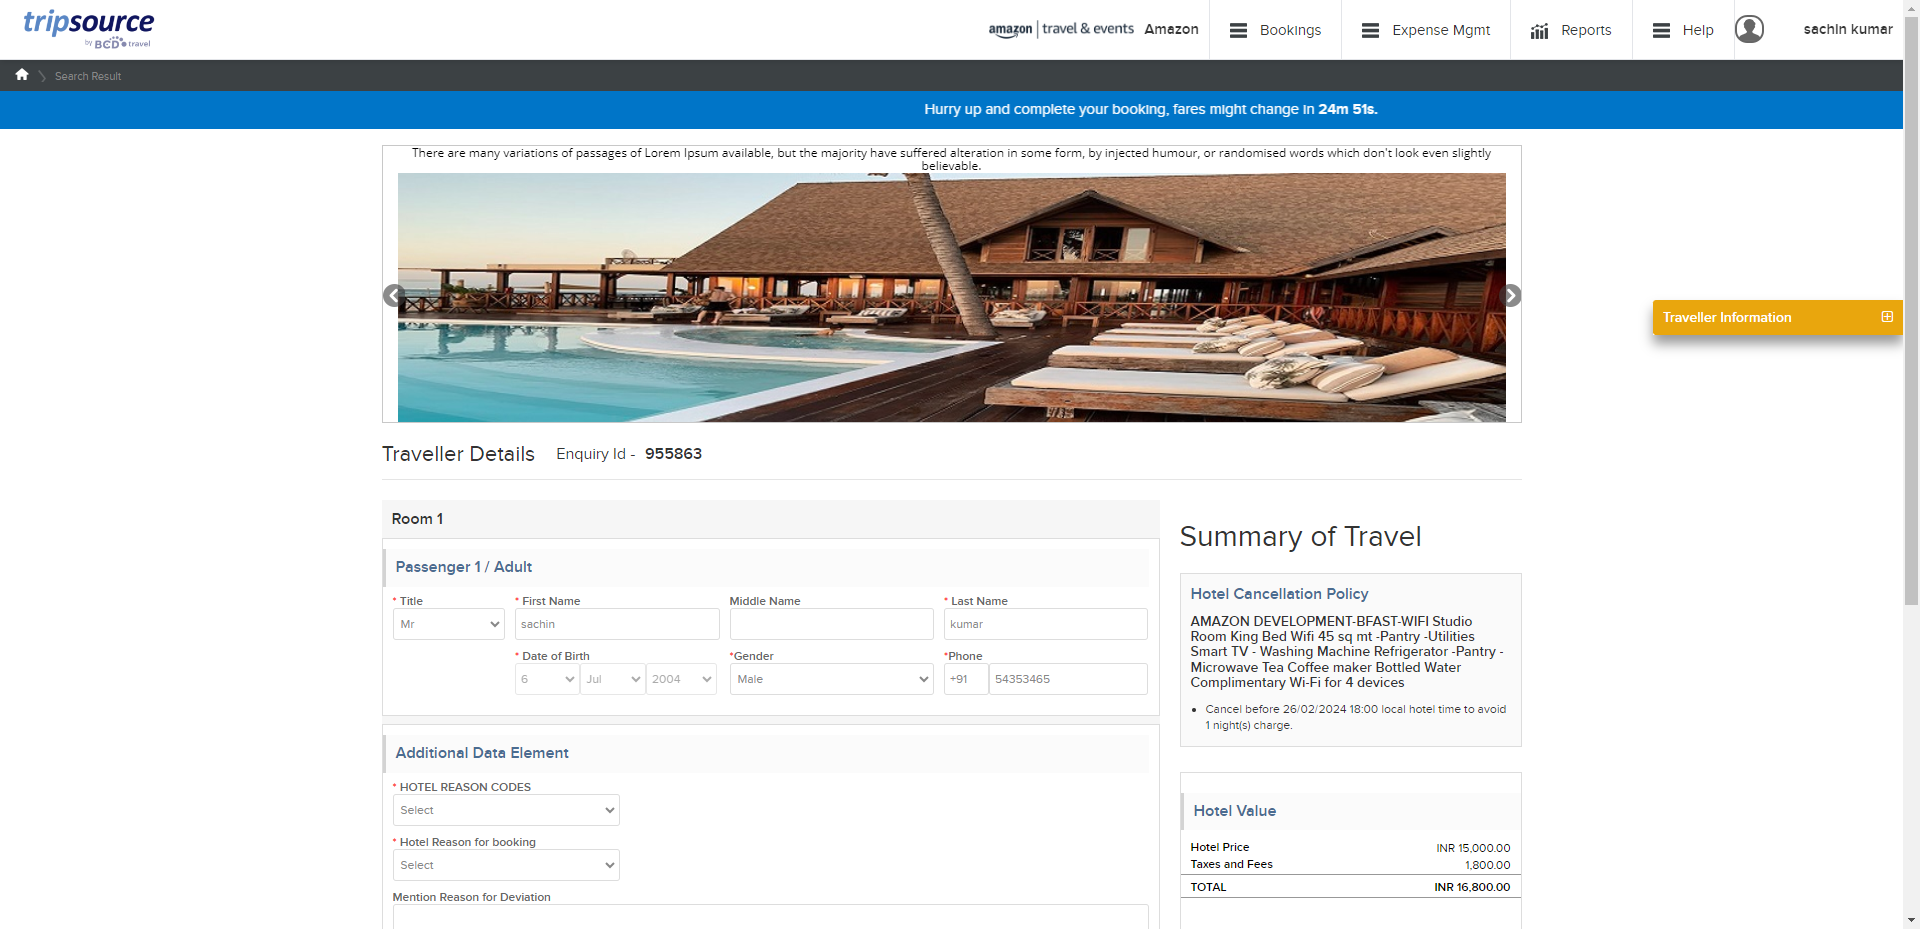 tripsource
by BCD travel
amazon | travel & events Amazon
Bookings
Expense Mgmt
Reports
Help
sachin kumar
Search Result
Hurry up and complete your booking, fares might change in 24m 51s.
There are many variations of passages of Lorem Ipsum available, but the majority have suffered alteration in some form, by injected humour, or randomised words which don't look even slightly
believable.
Traveller Information
Traveller Details Enquiry Id - 955863
Room 1
Passenger 1 / Adult
* Title
* First Name
Middle Name
* Last Name
Mr
sachin
kumar
* Date of Birth
*Gender
*Phone
6
Jul
2004
Male
+91
54353465
Additional Data Element
* HOTEL REASON CODES
Select
* Hotel Reason for booking
Select
Mention Reason for Deviation
Summary of Travel
Hotel Cancellation Policy
AMAZON DEVELOPMENT-BFAST-WIFI Studio
Room King Bed Wifi 45 sq mt -Pantry -Utilities
Smart TV - Washing Machine Refrigerator -Pantry -
Microwave Tea Coffee maker Bottled Water
Complimentary Wi-Fi for 4 devices
• Cancel before 26/02/2024 18:00 local hotel time to avoid
1 night(s) charge.
Hotel Value
Hotel Price INR 15,000.00
Taxes and Fees 1,800.00
TOTAL INR 16,800.00